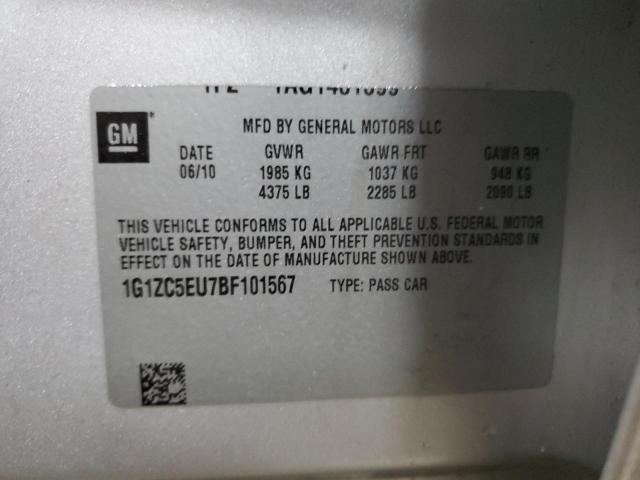 GM
MFD BY GENERAL MOTORS LLC
DATE GVWR GAWR FRT GAWR RR
06/10 1985 KG 1037 KG 948 KG
4375 LB 2285 LB 2090 LB
THIS VEHICLE CONFORMS TO ALL APPLICABLE U.S. FEDERAL MOTOR
VEHICLE SAFETY, BUMPER, AND THEFT PREVENTION STANDARDS IN
EFFECT ON THE DATE OF MANUFACTURE SHOWN ABOVE.
1G1ZC5EU7BF101567 TYPE: PASS CAR